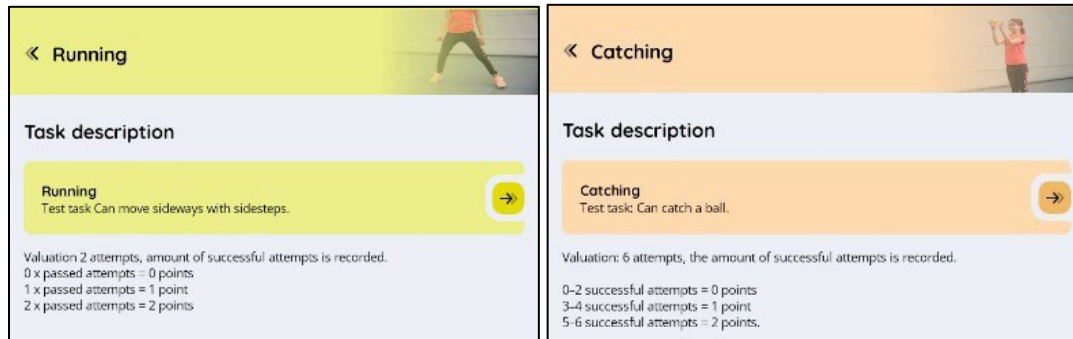 Running
Task description
Running
Test task Can move sideways with sidesteps.
Valuation 2 attempts, amount of successful attempts is recorded.
0 x passed attempts = 0 points
1 x passed attempts = 1 point
2 x passed attempts = 2 points
Catching
Task description
Catching
Test task: Can catch a ball.
Valuation: 6 attempts, the amount of successful attempts is recorded.
0–2 successful attempts = 0 points
3–4 successful attempts = 1 point
5–6 successful attempts = 2 points.